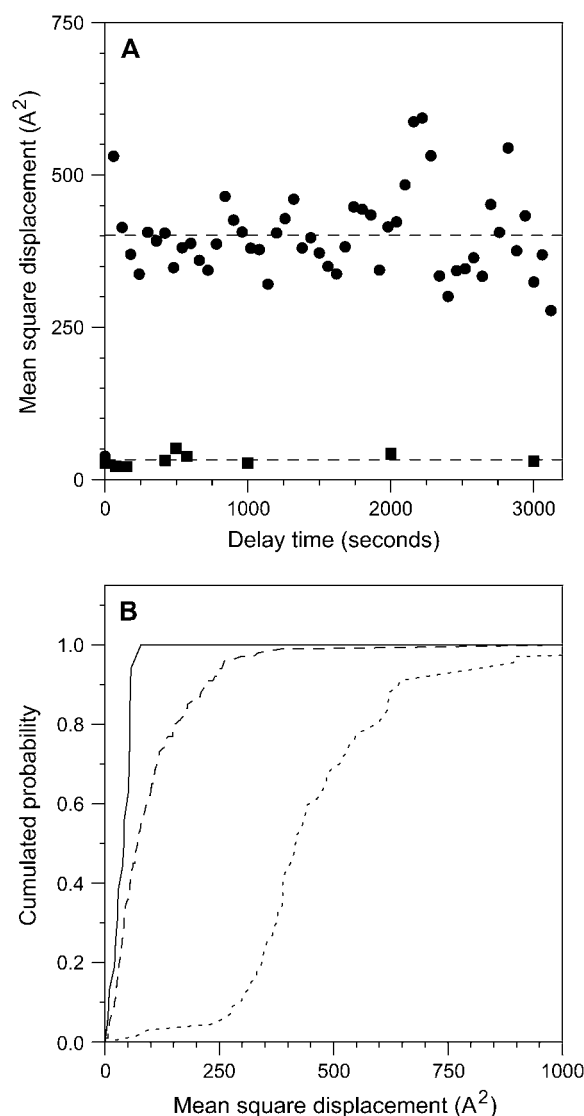 A
Mean square displacement (A²)
750
500
250
0
0 1000 2000 3000
Delay time (seconds)
B
Cumulated probability
1.0
0.8
0.6
0.4
0.2
0.0
0 250 500 750 1000
Mean square displacement (A²)